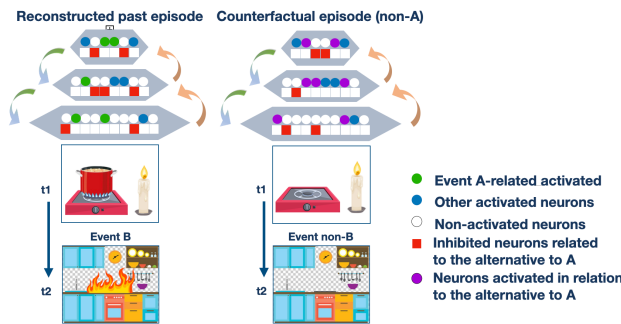 Reconstructed past episode
Counterfactual episode (non-A)
t1
Event B
t2
t1
Event non-B
t2
Event A-related activated
Other activated neurons
Non-activated neurons
Inhibited neurons related
to the alternative to A
Neurons activated in relation
to the alternative to A